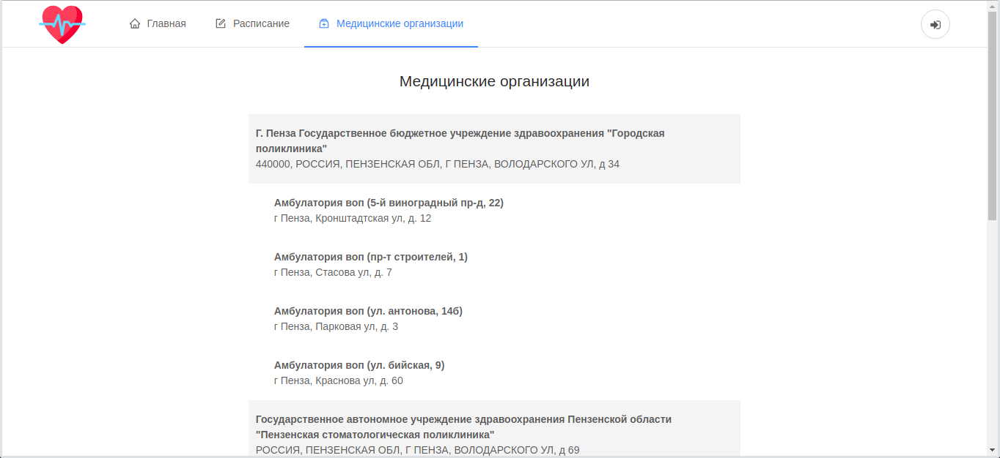 Главная
Расписание
Медицинские организации
Медицинские организации
Г. Пенза Государственное бюджетное учреждение здравоохранения "Городская
поликлиника"
440000, РОССИЯ, ПЕНЗЕНСКАЯ ОБЛ, Г ПЕНЗА, ВОЛОДАРСКОГО УЛ, д 34
Амбулатория воп (5-й виноградный пр-д, 22)
г Пенза, Кронштадтская ул, д. 12
Амбулатория воп (пр-т строителей, 1)
г Пенза, Стасова ул, д. 7
Амбулатория воп (ул. антонова, 14б)
г Пенза, Парковая ул, д. 3
Амбулатория воп (ул. бийская, 9)
г Пенза, Краснова ул, д. 60
Государственное автономное учреждение здравоохранения Пензенской области
"Пензенская стоматологическая поликлиника"
РОССИЯ, ПЕНЗЕНСКАЯ ОБЛ, Г ПЕНЗА, ВОЛОДАРСКОГО УЛ, д 69